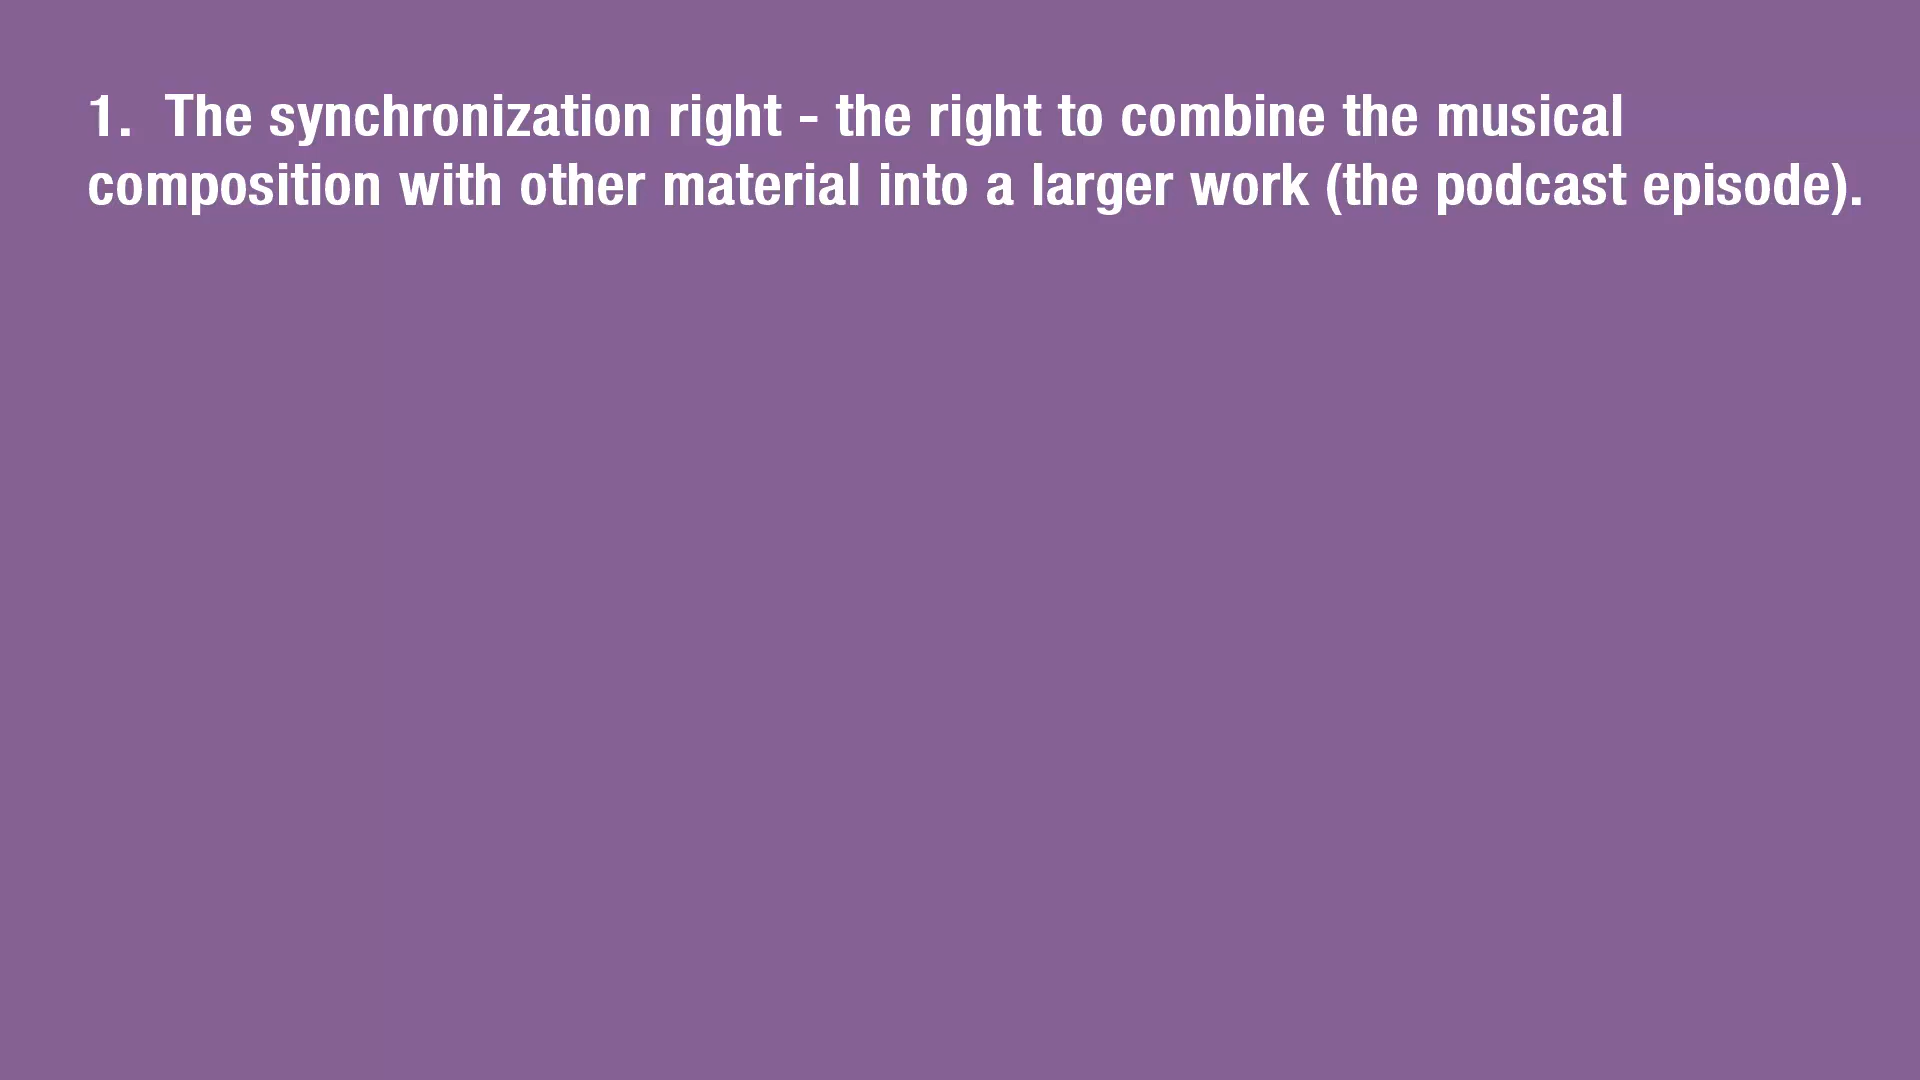 1.  The synchronization right - the right to combine the musical
composition with other material into a larger work (the podcast episode).